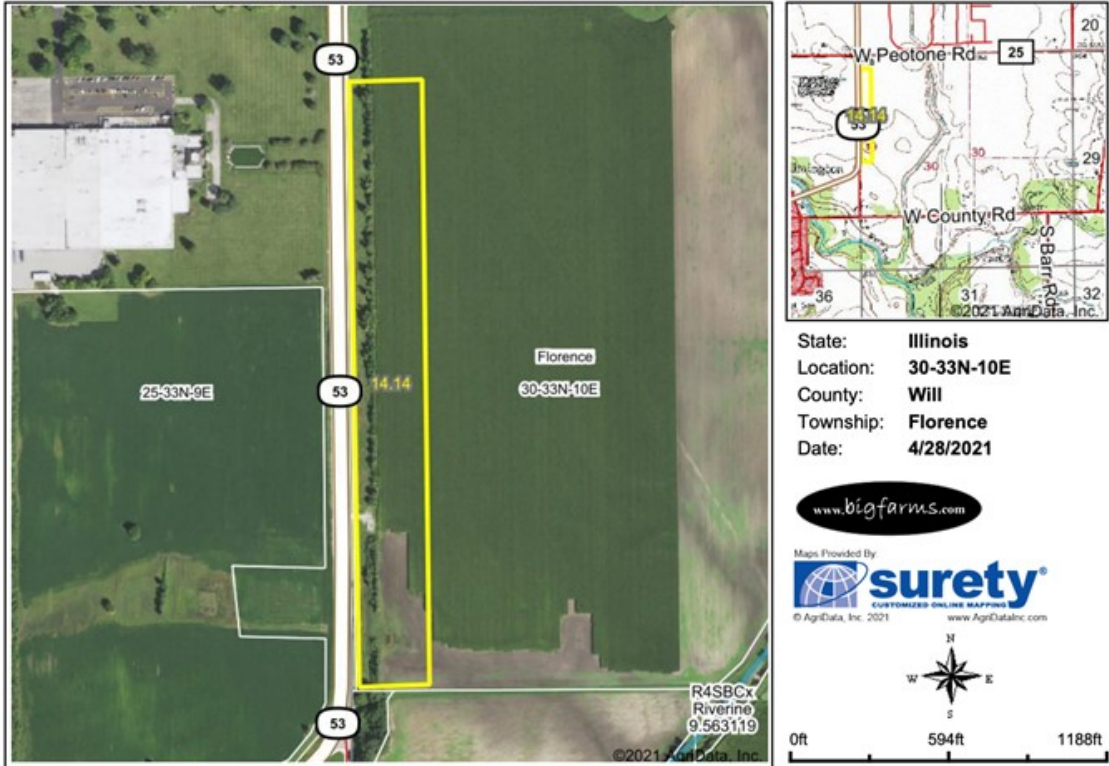 53
53
53
14.14
25-33N-9E
Florence
30-33N-10E
R4SBCx
Riverine
9.563119
©2021 AgriData, Inc.
W Peotone Rd
25
20
14.14
53
30
30
29
W County Rd
S Barr Rd
36
31
32
©2021 AgriData, Inc.
State: Illinois
Location: 30-33N-10E
County: Will
Township: Florence
Date: 4/28/2021
www.bigfarms.com
Maps Provided By:
surety®
CUSTOMIZED ONLINE MAPPING
© AgriData, Inc. 2021 www.AgriDataInc.com
N
W E
S
0ft 594ft 1188ft